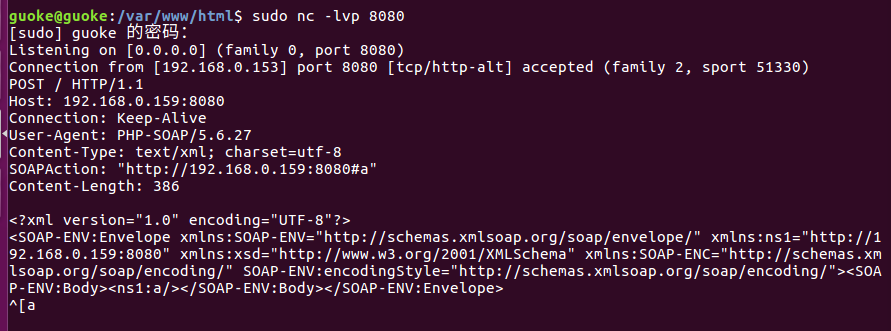 guoke@guoke:/var/www/html$ sudo nc -lvp 8080
[sudo] guoke 的密码：
Listening on [0.0.0.0] (family 0, port 8080)
Connection from [192.168.0.153] port 8080 [tcp/http-alt] accepted (family 2, sport 51330)
POST / HTTP/1.1
Host: 192.168.0.159:8080
Connection: Keep-Alive
User-Agent: PHP-SOAP/5.6.27
Content-Type: text/xml; charset=utf-8
SOAPAction: "http://192.168.0.159:8080#a"
Content-Length: 386

<?xml version="1.0" encoding="UTF-8"?>
<SOAP-ENV:Envelope xmlns:SOAP-ENV="http://schemas.xmlsoap.org/soap/envelope/" xmlns:ns1="http://1
92.168.0.159:8080" xmlns:xsd="http://www.w3.org/2001/XMLSchema" xmlns:SOAP-ENC="http://schemas.xm
lsoap.org/soap/encoding/" SOAP-ENV:encodingStyle="http://schemas.xmlsoap.org/soap/encoding/"><SOA
P-ENV:Body><ns1:a/></SOAP-ENV:Body></SOAP-ENV:Envelope>
^[a